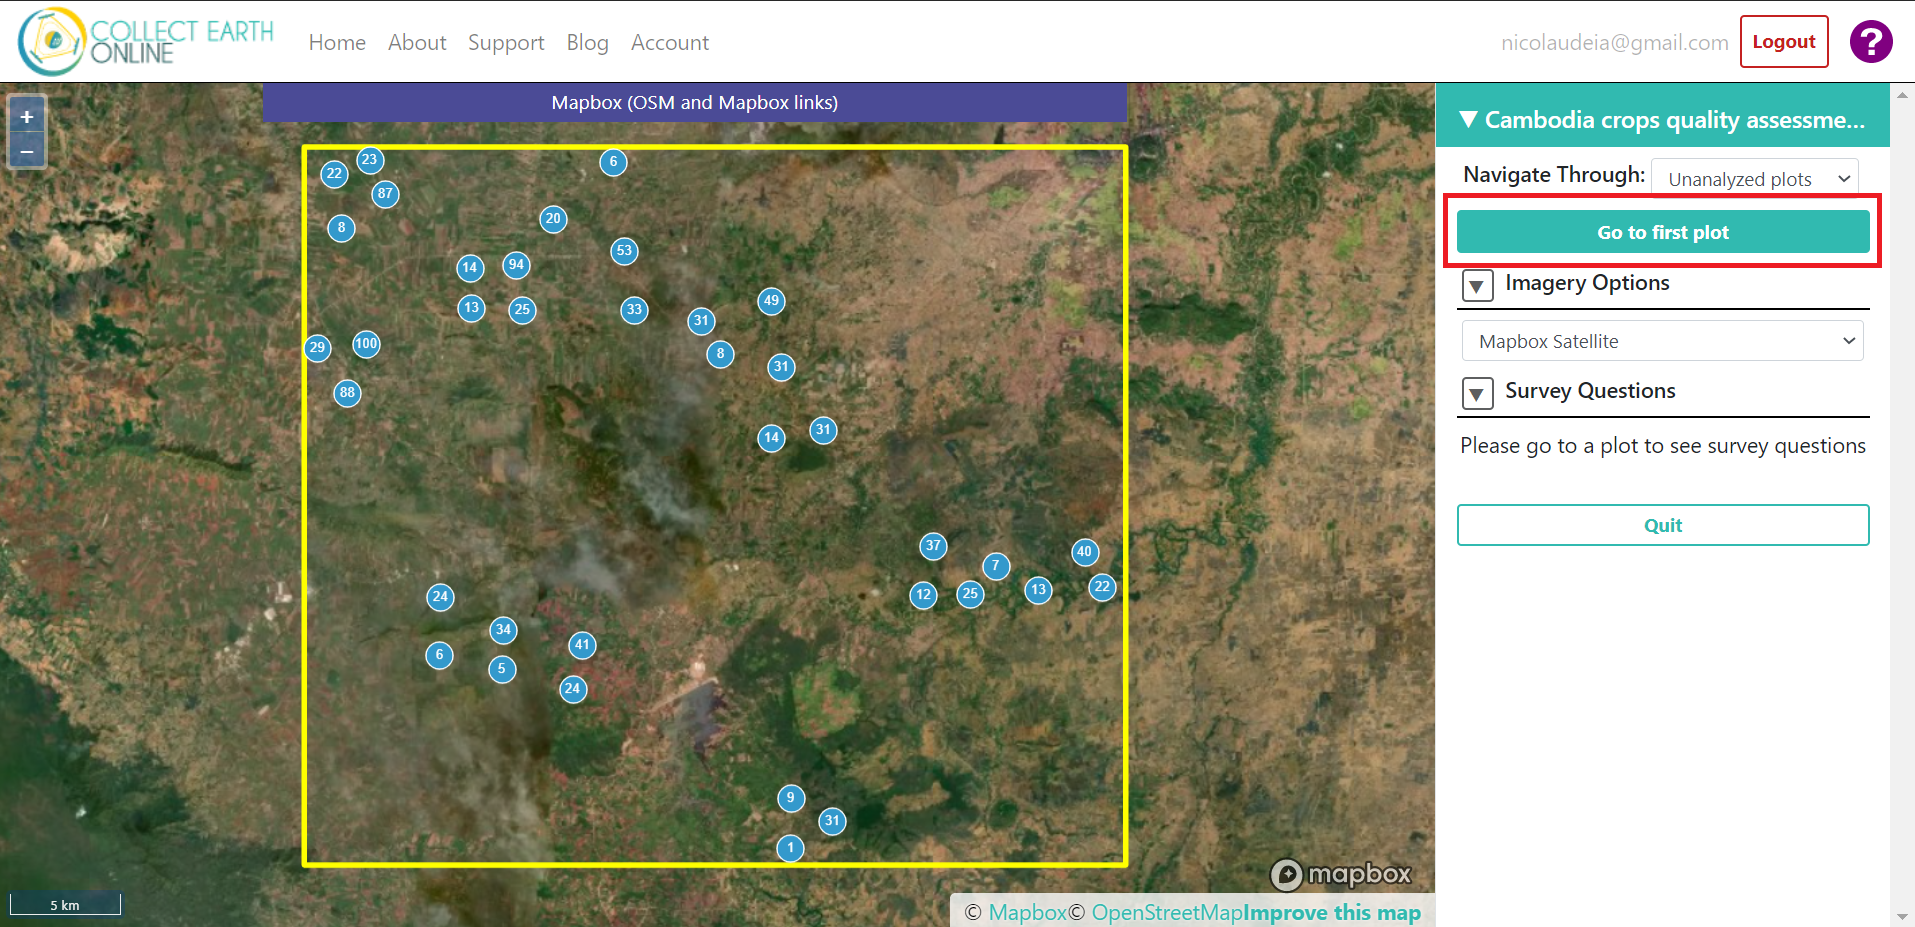 COLLECT EARTH
ONLINE
Home About Support Blog Account
nicolaudeia@gmail.com
Logout
?
+
−
Mapbox (OSM and Mapbox links)
22
23
87
8
6
20
53
14
94
13
25
33
31
49
8
31
29
100
88
14
31
37
7
40
12
25
13
22
24
34
6
5
41
24
9
31
1
5 km
mapbox
© Mapbox© OpenStreetMapImprove this map
▼ Cambodia crops quality assessme...
Navigate Through: Unanalyzed plots
Go to first plot
▼ Imagery Options
Mapbox Satellite
▼ Survey Questions
Please go to a plot to see survey questions
Quit